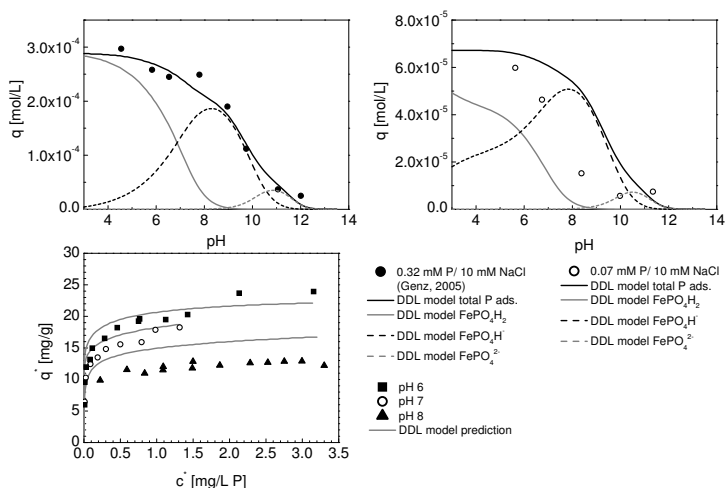 3.0x10⁻⁴
2.0x10⁻⁴
1.0x10⁻⁴
0.0
q [mol/L]
4 6 8 10 12 14
pH
8.0x10⁻⁵
6.0x10⁻⁵
4.0x10⁻⁵
2.0x10⁻⁵
0.0
q [mol/L]
4 6 8 10 12 14
pH
30
25
20
15
10
5
0
q* [mg/g]
0.0 0.5 1.0 1.5 2.0 2.5 3.0 3.5
c* [mg/L P]
0.32 mM P/ 10 mM NaCl
(Genz, 2005)
DDL model total P ads.
DDL model FePO₄H₂
DDL model FePO₄H⁻
DDL model FePO₄²⁻
0.07 mM P/ 10 mM NaCl
DDL model total P ads.
DDL model FePO₄H₂
DDL model FePO₄H⁻
DDL model FePO₄²⁻
pH 6
pH 7
pH 8
DDL model prediction